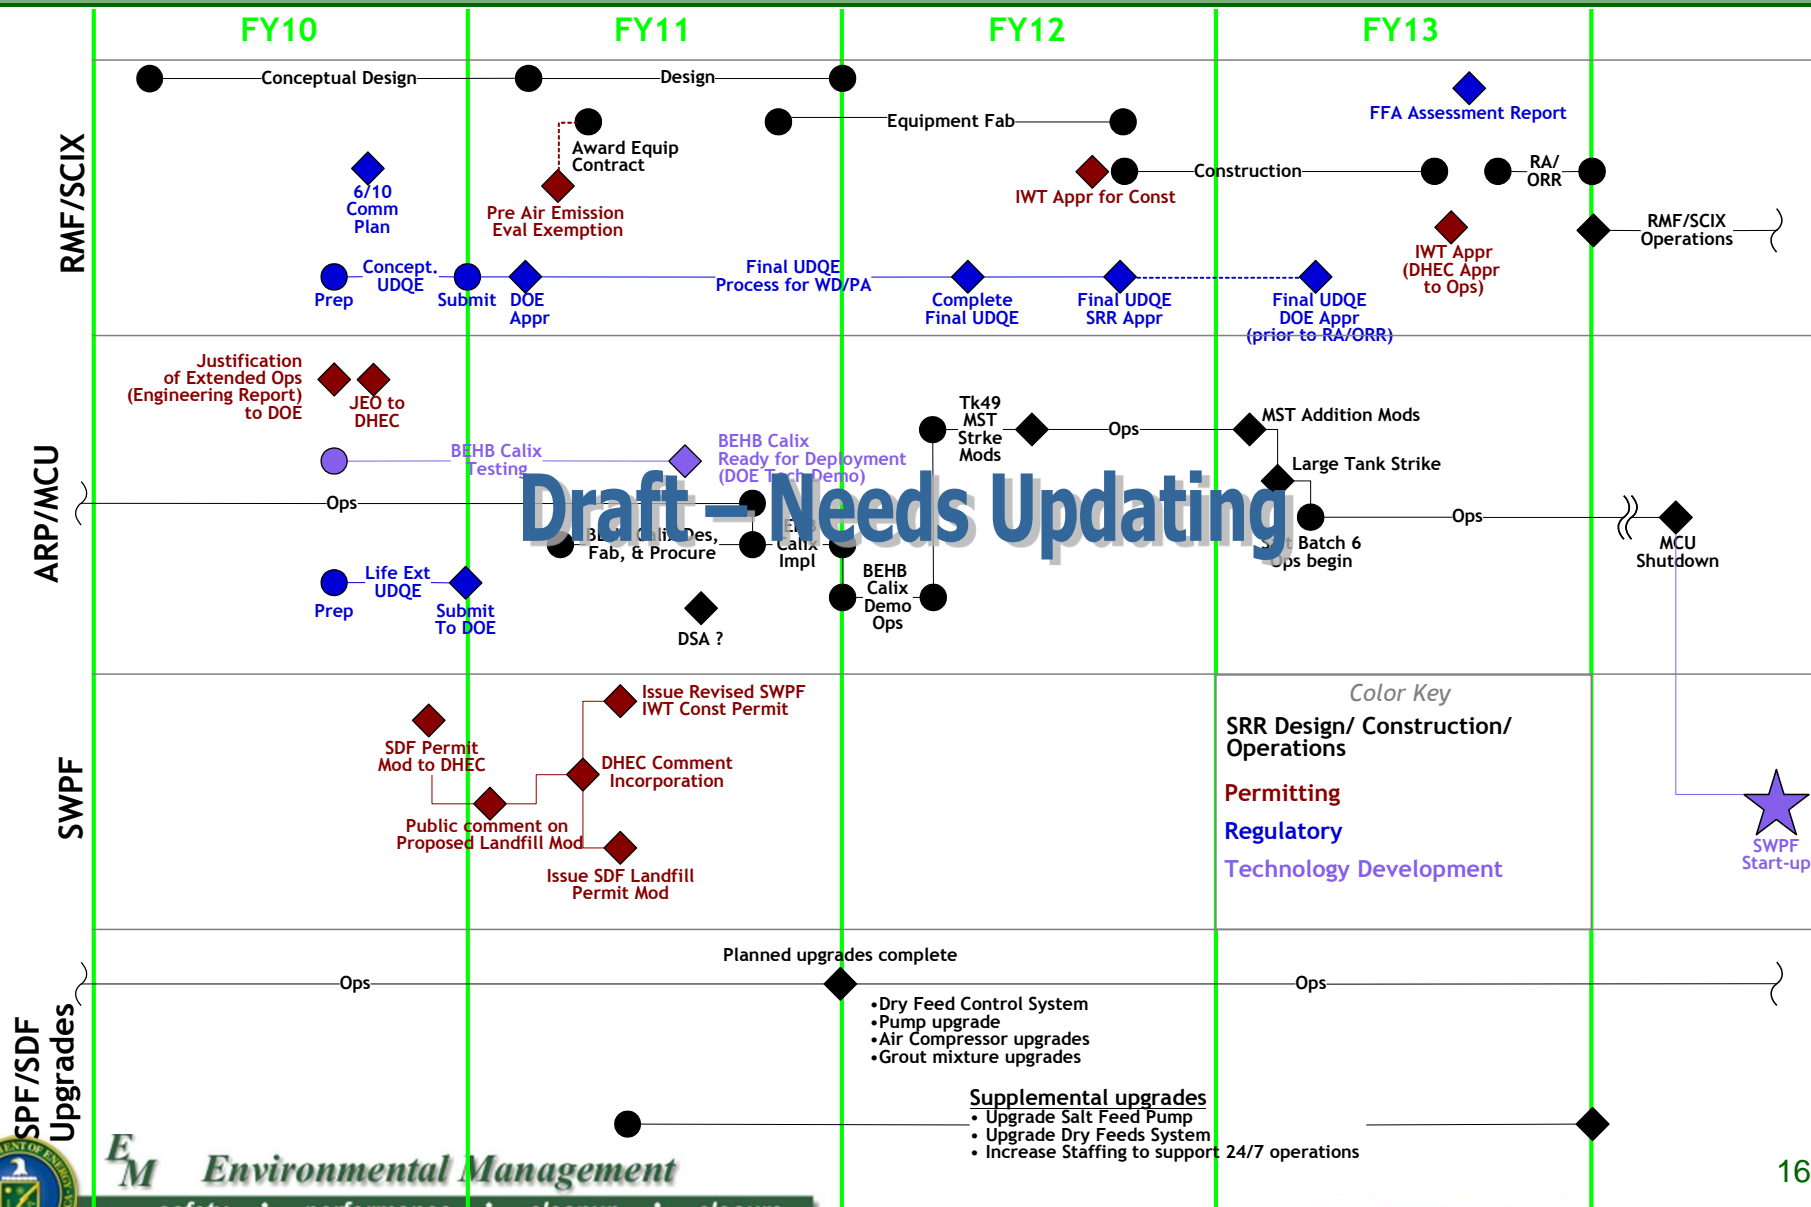 FY10
FY11
FY12
FY13
RMF/SCIX
Conceptual Design
Design
FFA Assessment Report
Equipment Fab
Award Equip
Contract
6/10
Comm
Plan
Pre Air Emission
Eval Exemption
IWT Appr for Const
Construction
RA/
ORR
IWT Appr
(DHEC Appr
to Ops)
RMF/SCIX
Operations
Prep
Concept.
UDQE
Submit
DOE
Appr
Final UDQE
Process for WD/PA
Complete
Final UDQE
Final UDQE
SRR Appr
Final UDQE
DOE Appr
(prior to RA/ORR)
ARP/MCU
Justification
of Extended Ops
(Engineering Report)
to DOE
JEO to
DHEC
BEHB Calix
Testing
BEHB Calix
Ready for Deployment
(DOE Tech Demo)
Tk49
MST
Strke
Mods
Ops
MST Addition Mods
Large Tank Strike
Draft – Needs Updating
Ops
Calix Des,
Fab, & Procure
Calix
Impl
BEHB
Calix
Demo
Ops
Batch 6
Ops begin
Ops
MCU
Shutdown
Prep
Life Ext
UDQE
Submit
To DOE
DSA ?
SWPF
SDF Permit
Mod to DHEC
Public comment on
Proposed Landfill Mod
Issue Revised SWPF
IWT Const Permit
DHEC Comment
Incorporation
Issue SDF Landfill
Permit Mod
Color Key
SRR Design/ Construction/
Operations
Permitting
Regulatory
Technology Development
SWPF
Start-up
SPF/SDF
Upgrades
Ops
Planned upgrades complete
Ops
•Dry Feed Control System
•Pump upgrade
•Air Compressor upgrades
•Grout mixture upgrades
Supplemental upgrades
• Upgrade Salt Feed Pump
• Upgrade Dry Feeds System
• Increase Staffing to support 24/7 operations
EM Environmental Management
16